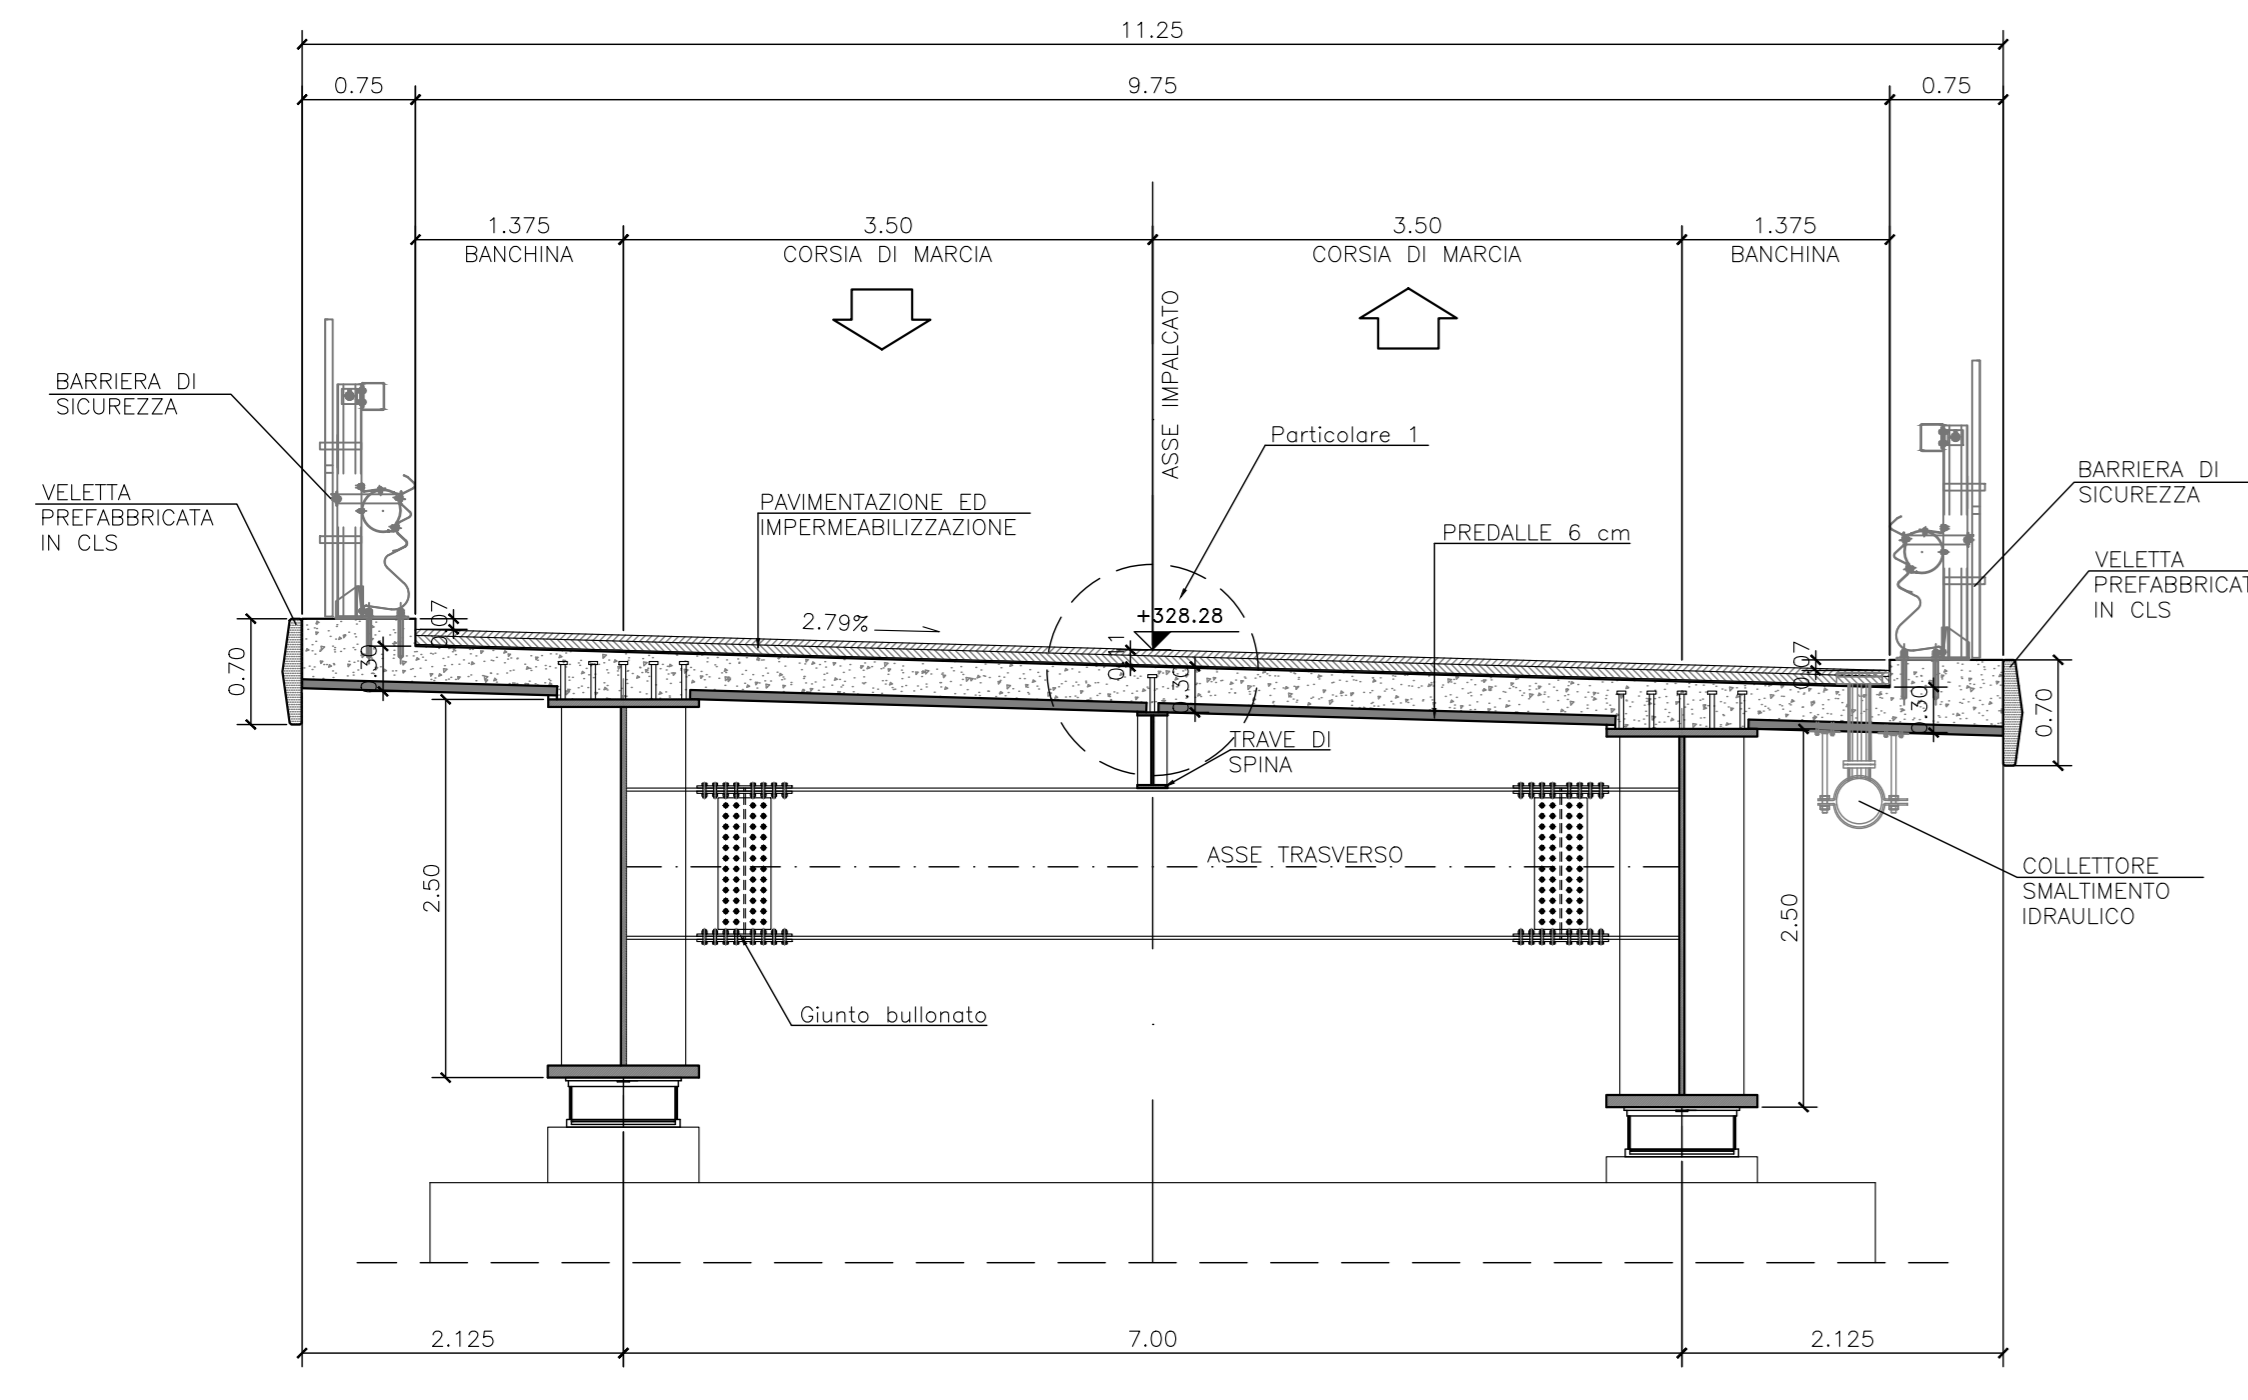 11.25
0.75
9.75
0.75
1.375
BANCHINA
3.50
CORSIA DI MARCIA
3.50
CORSIA DI MARCIA
1.375
BANCHINA
ASSE IMPALCATO
BARRIERA DI
SICUREZZA
VELETTA
PREFABBRICATA
IN CLS
Particolare 1
PAVIMENTAZIONE ED
IMPERMEABILIZZAZIONE
PREDALLE 6 cm
BARRIERA DI
SICUREZZA
VELETTA
PREFABBRICAT
IN CLS
2.79%
+328.28
0.07
0.70
0.30
0.11
0.30
0.07
0.30
0.70
TRAVE DI
SPINA
ASSE TRASVERSO
2.50
2.50
COLLETTORE
SMALTIMENTO
IDRAULICO
Giunto bullonato
2.125
7.00
2.125